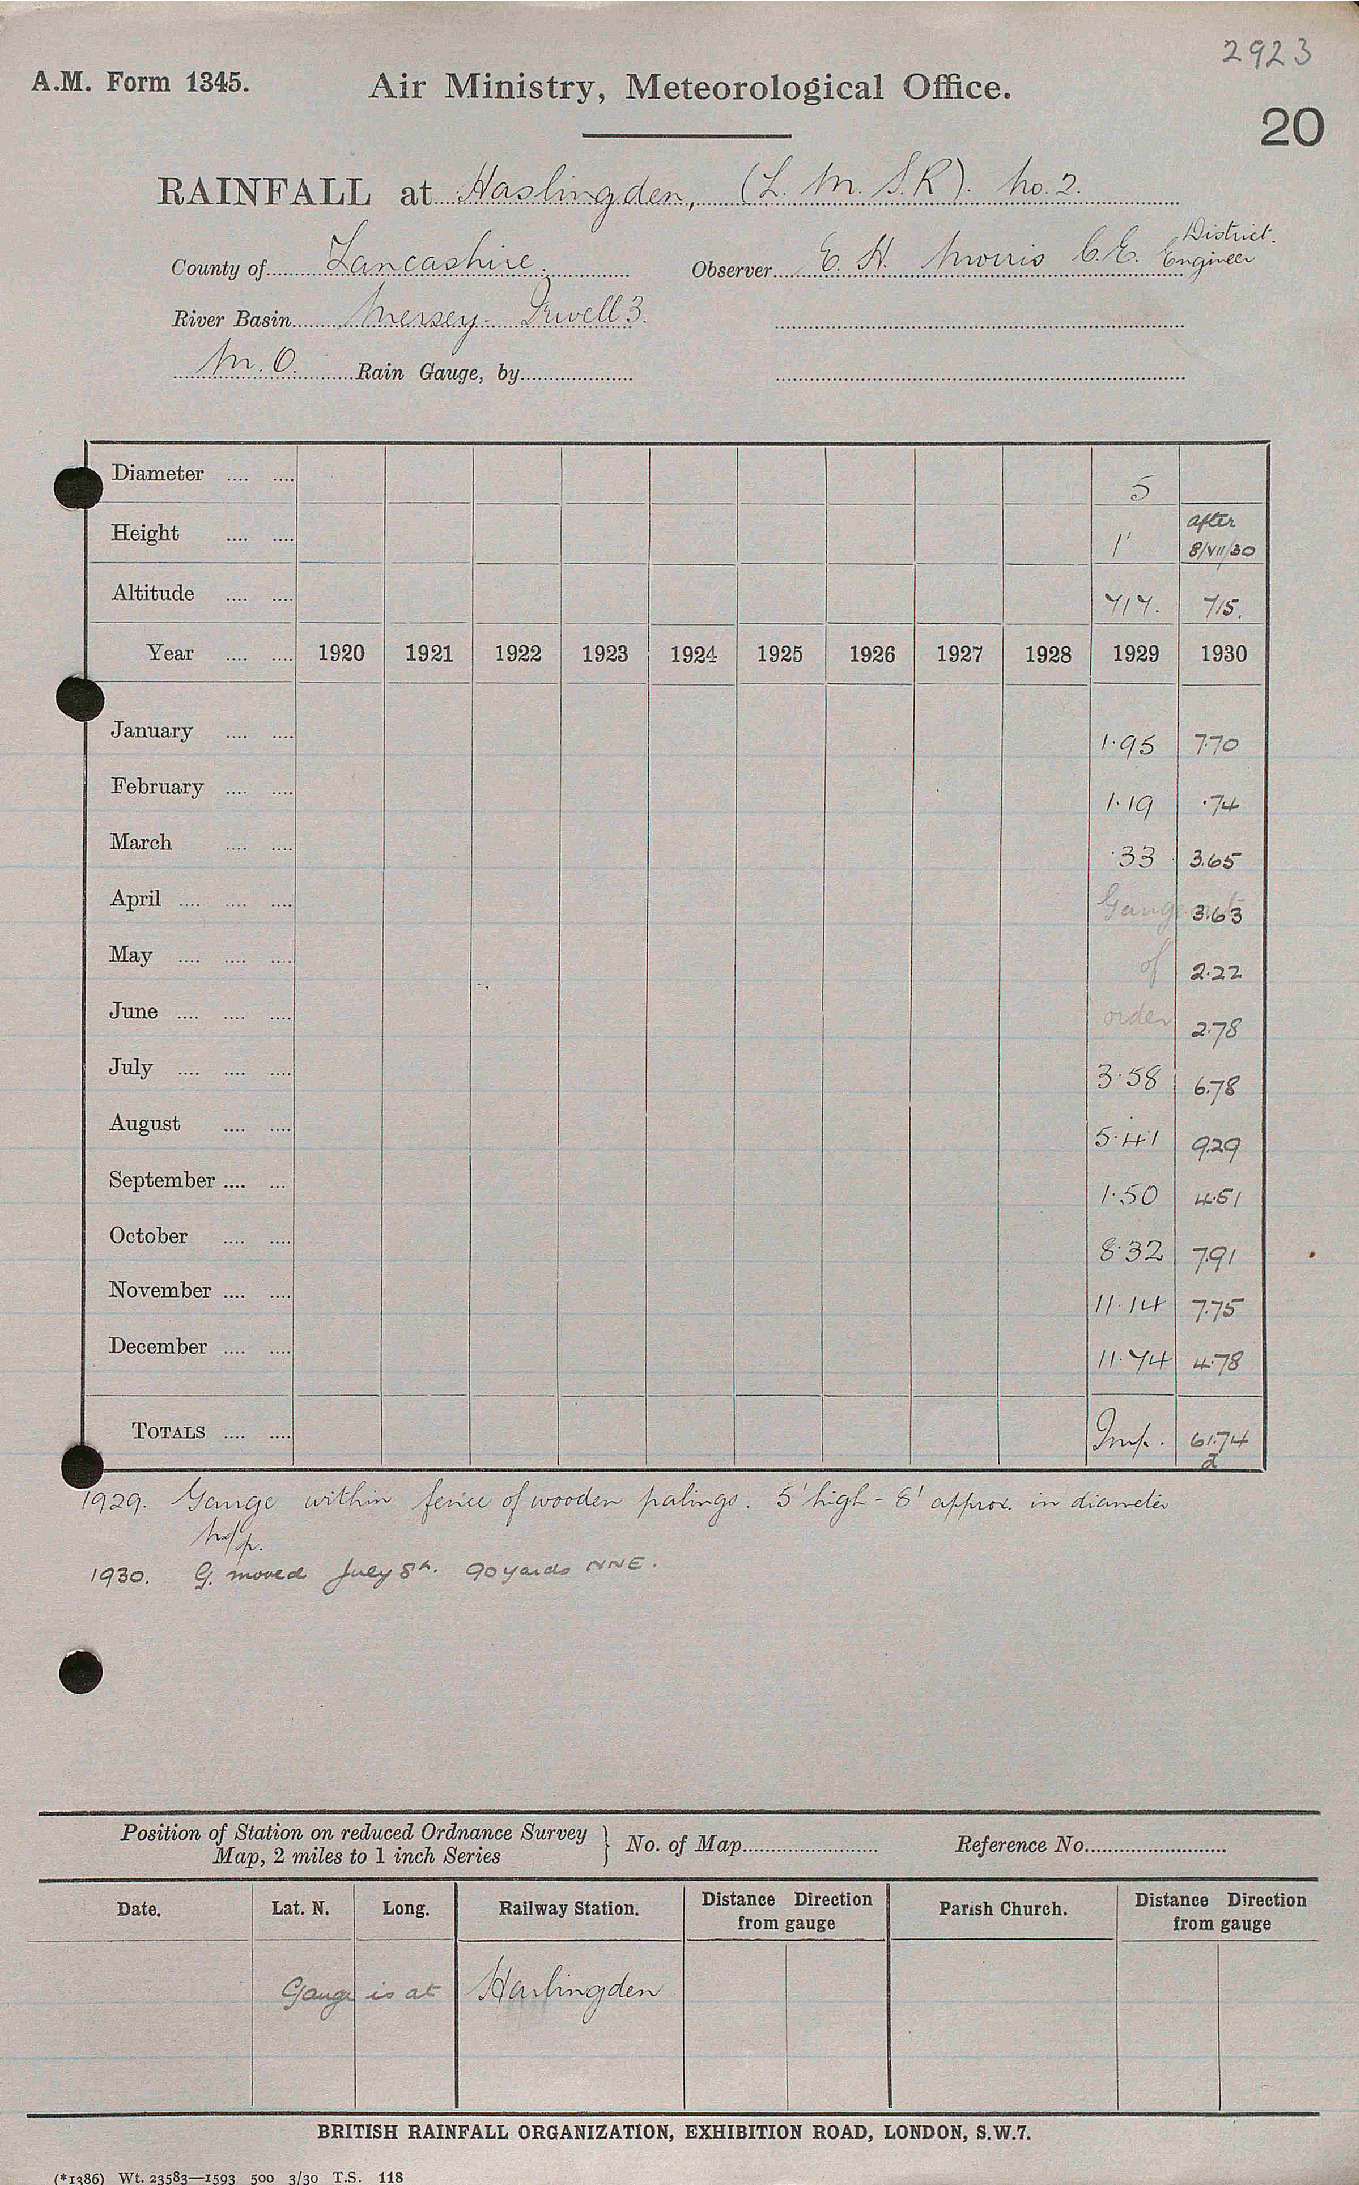 2923
A.M. Form 1345. Air Ministry, Meteorological Office.
20
RAINFALL at Haslingden, (L. M. S. R). No. 2.
County of Lancashire. Observer E. H. Morris C.E. District Engineer
River Basin Mersey - Irwell 3.
M. O. Rain Gauge, by
Diameter .... .... 5
Height .... .... 1' after 8/VII/30
Altitude .... .... 717. 715.
Year .... .... 1920 1921 1922 1923 1924 1925 1926 1927 1928 1929 1930
January .... .... 1.95 7.70
February .... .... 1.19 .74
March .... .... .33 3.65
April .... .... .... Gauge out 3.63
May .... .... .... of 2.22
June .... .... .... order 2.78
July .... .... .... 3.58 6.78
August .... .... 5.41 9.29
September .... .... 1.50 4.51
October .... .... 8.32 7.91
November .... .... 11.14 7.75
December .... .... 11.74 4.78
TOTALS .... .... Imp. 61.74
d
1929. Gauge within fence of wooden palings. 5' high - 8' approx. in diameter
1930. G. moved July 8th. 90 yards NNE.
Position of Station on reduced Ordnance Survey Map, 2 miles to 1 inch Series } No. of Map Reference No.
Date. Lat. N. Long. Railway Station. Distance Direction from gauge Parish Church. Distance Direction from gauge
Gauge is at Haslingden
BRITISH RAINFALL ORGANIZATION, EXHIBITION ROAD, LONDON, S.W.7.
(*1386) Wt. 23583—1593 500 3/30 T.S. 118